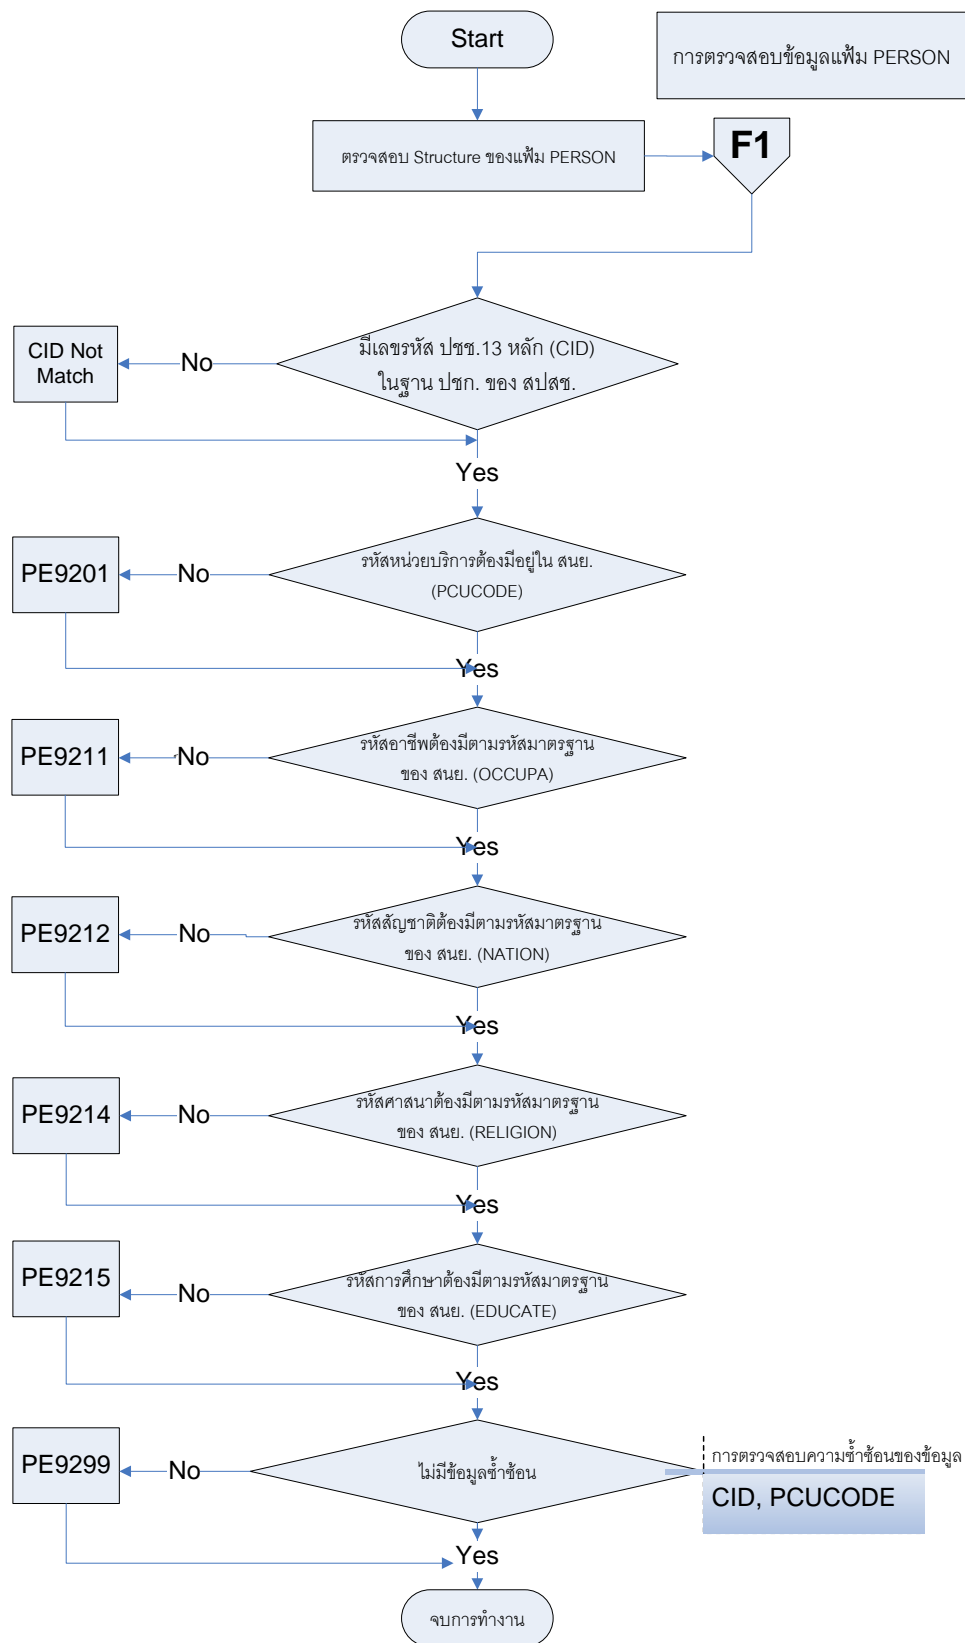 Start
การตรวจสอบข้อมูลแฟ้ม PERSON
ตรวจสอบ Structure ของแฟ้ม PERSON
F1
มีเลขรหัส ปชช.13 หลัก (CID)
ในฐาน ปชก. ของ สปสช.
No
CID Not
Match
Yes
รหัสหน่วยบริการต้องมีอยู่ใน สนย.
(PCUCODE)
No
PE9201
Yes
รหัสอาชีพต้องมีตามรหัสมาตรฐาน
ของ สนย. (OCCUPA)
No
PE9211
Yes
รหัสสัญชาติต้องมีตามรหัสมาตรฐาน
ของ สนย. (NATION)
No
PE9212
Yes
รหัสศาสนาต้องมีตามรหัสมาตรฐาน
ของ สนย. (RELIGION)
No
PE9214
Yes
รหัสการศึกษาต้องมีตามรหัสมาตรฐาน
ของ สนย. (EDUCATE)
No
PE9215
Yes
ไม่มีข้อมูลซ้ำซ้อน
No
PE9299
การตรวจสอบความซ้ำซ้อนของข้อมูล
CID, PCUCODE
Yes
จบการทำงาน